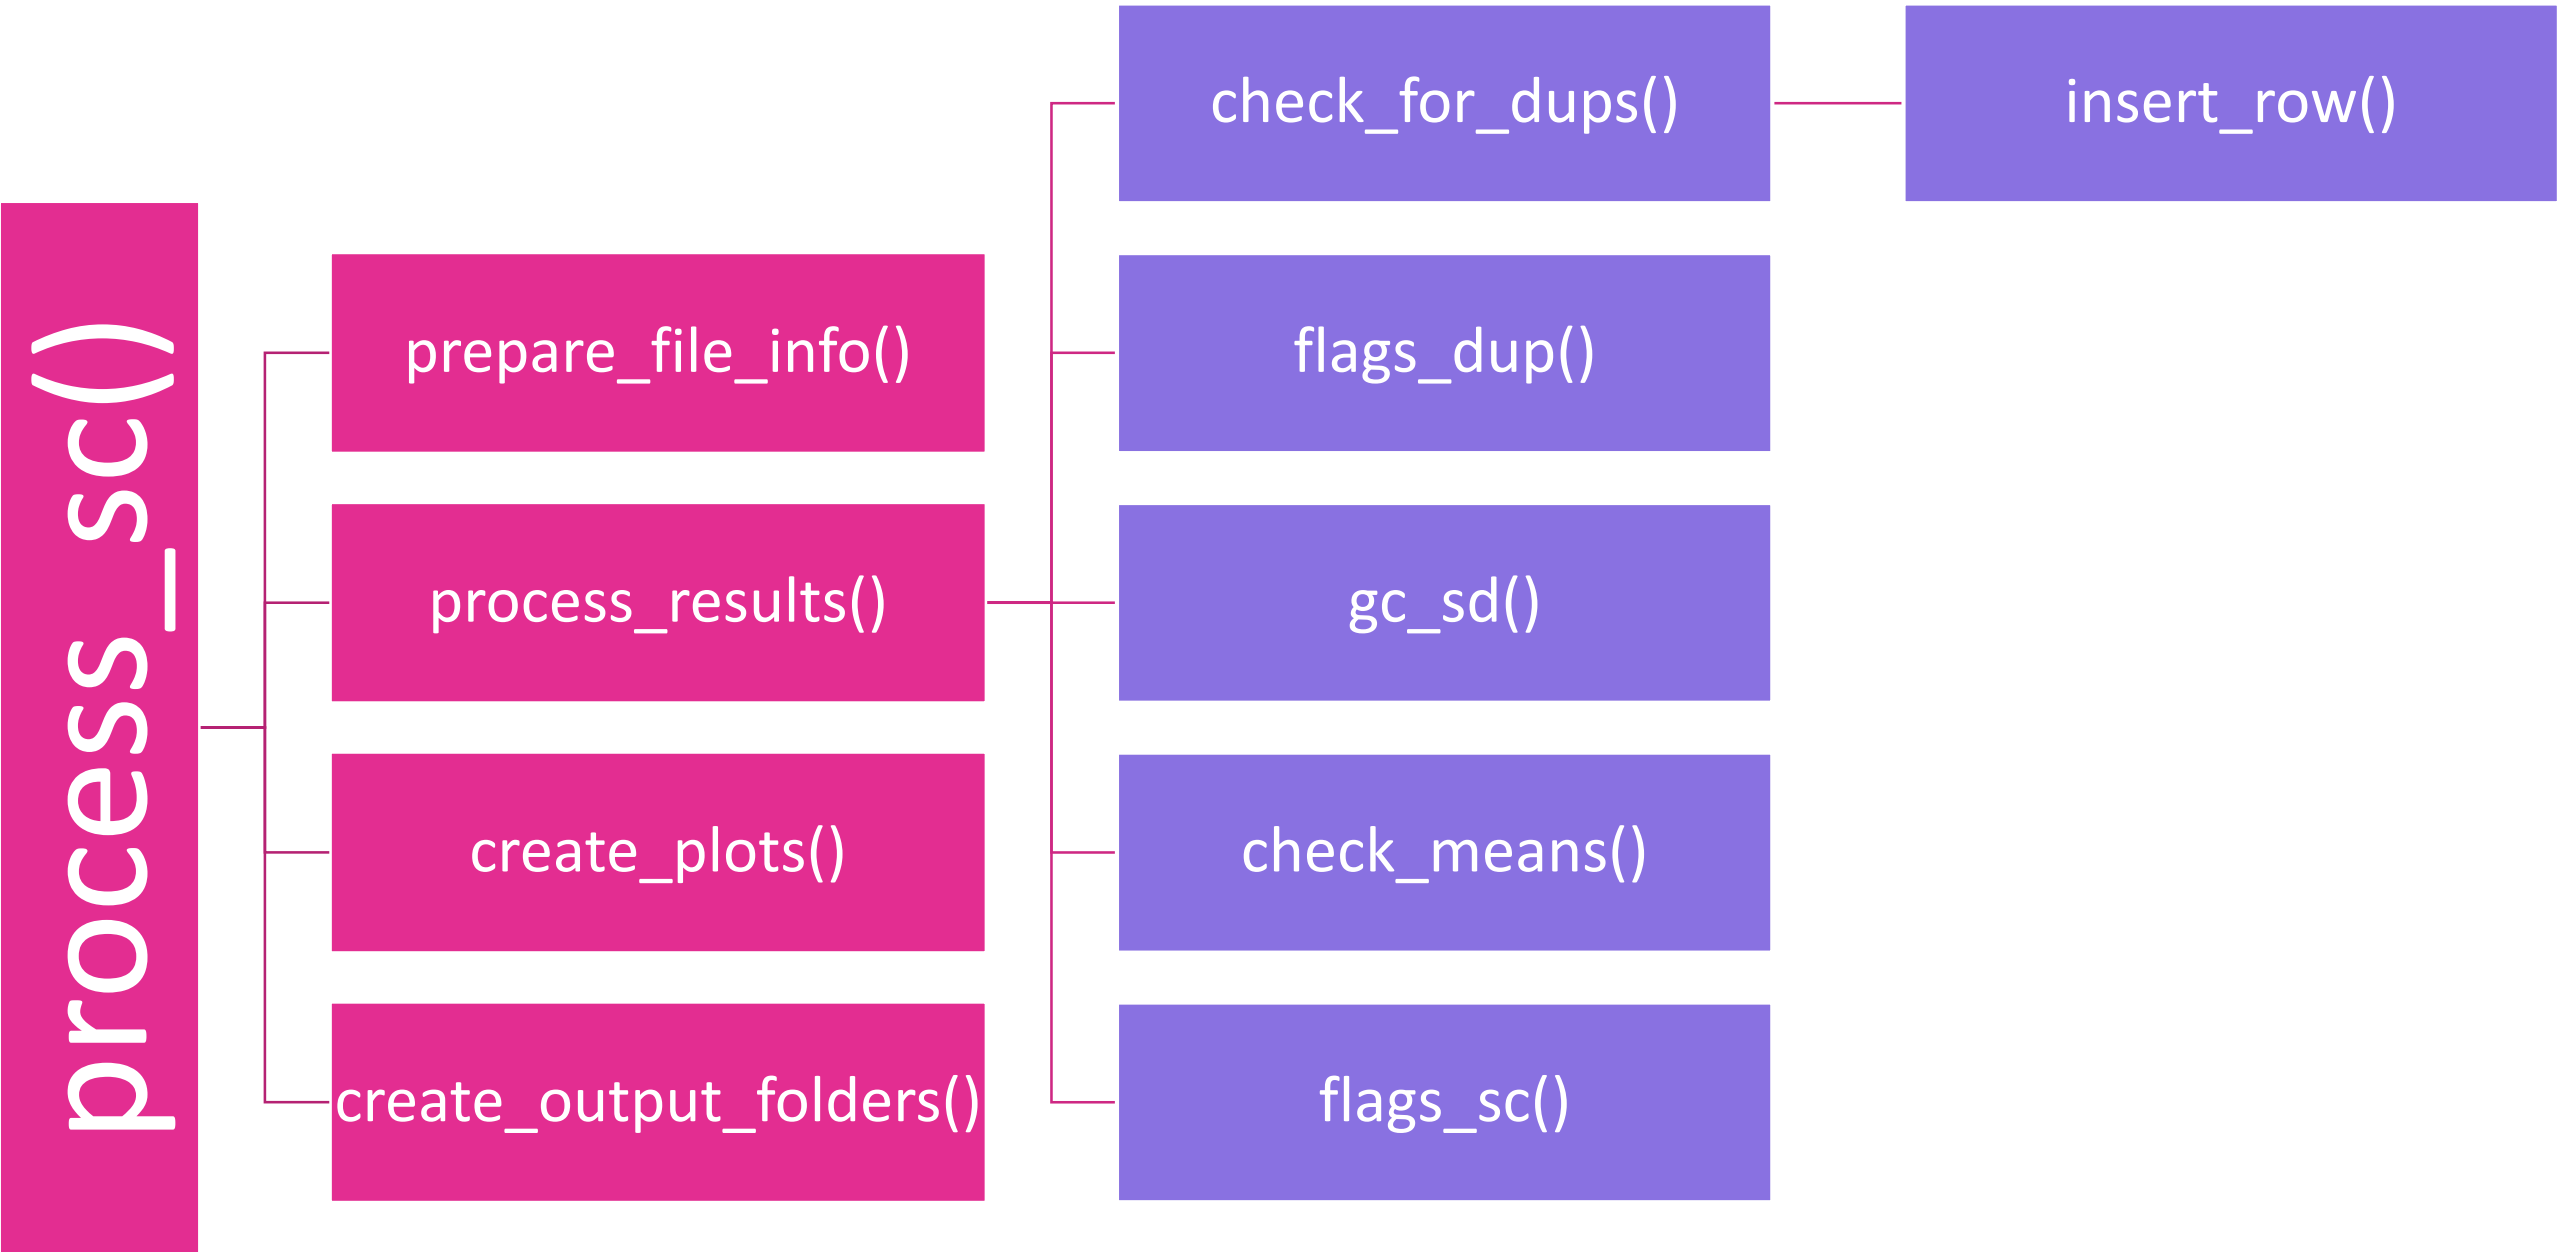 process_sc()
prepare_file_info()
process_results()
create_plots()
create_output_folders()
check_for_dups()
flags_dup()
gc_sd()
check_means()
flags_sc()
insert_row()